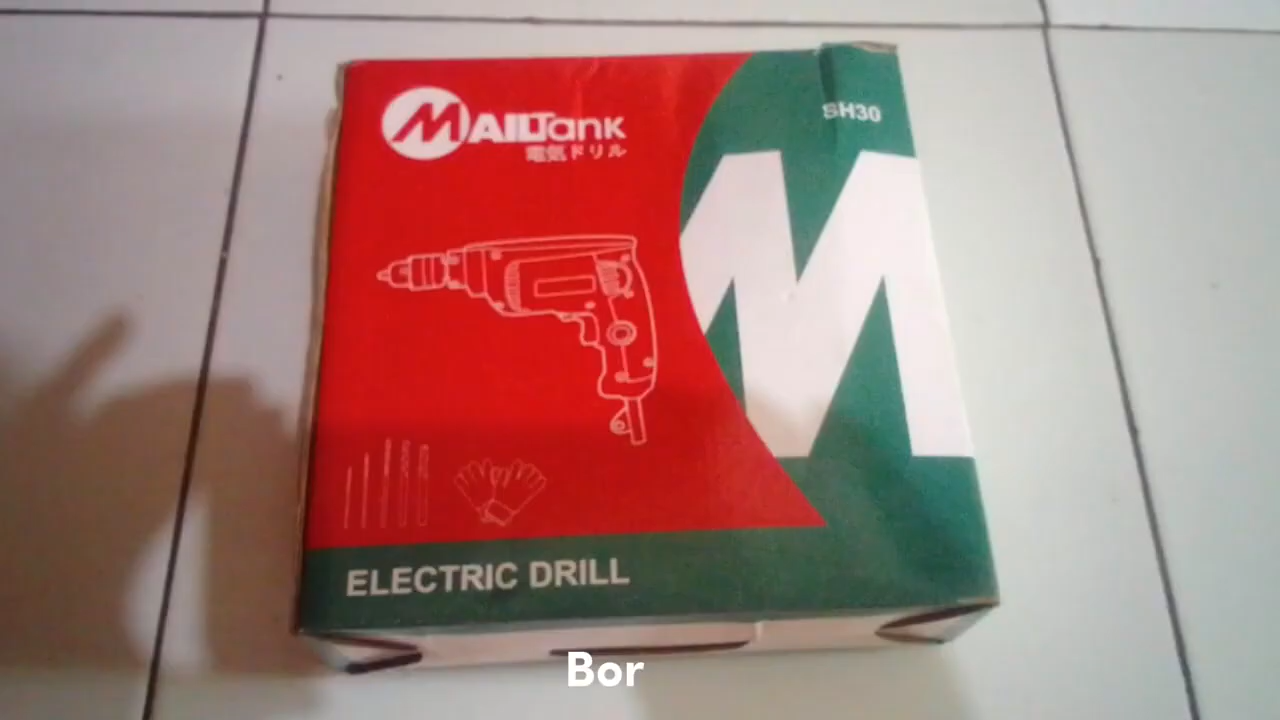 MAILTank
電気ドリル
SH30
ELECTRIC DRILL
Bor